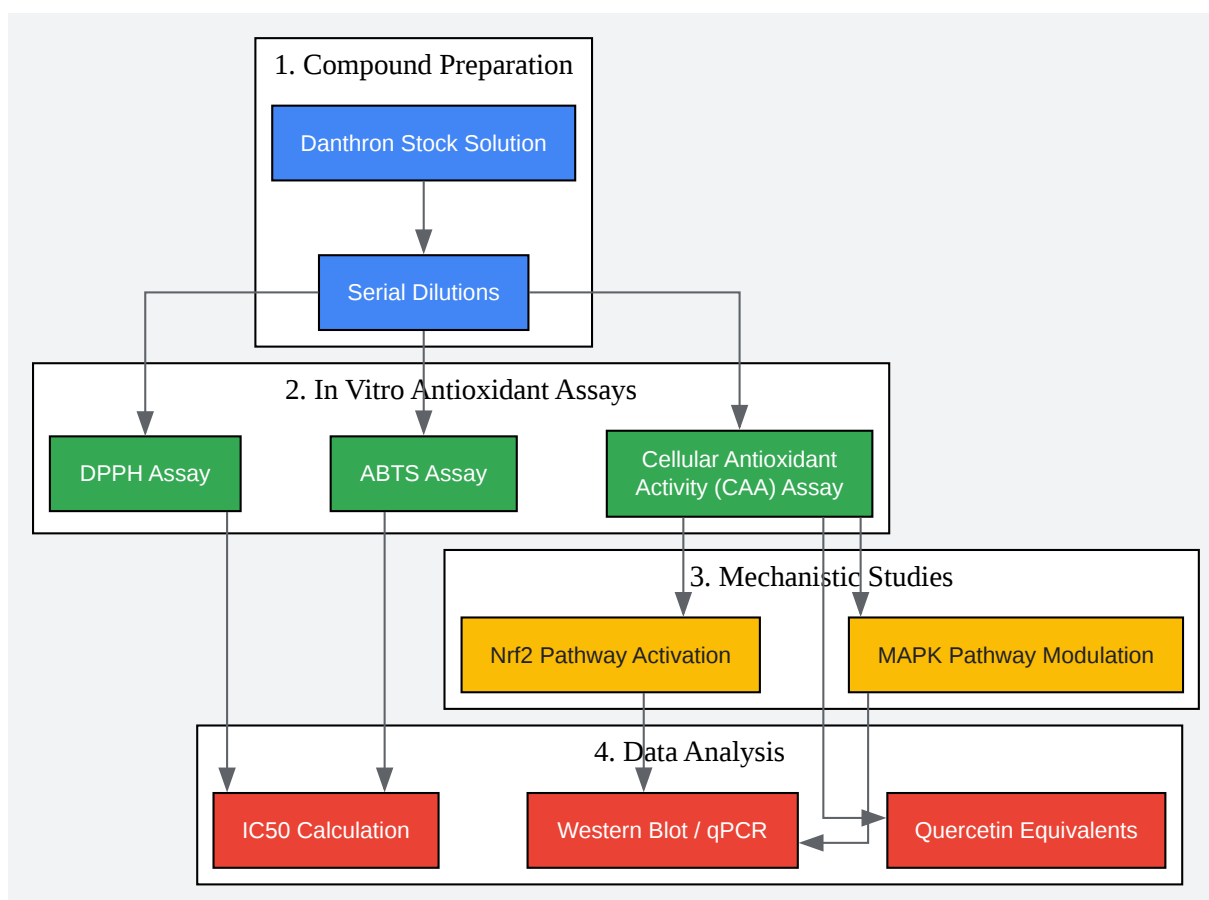 1. Compound Preparation
Danthron Stock Solution
Serial Dilutions
2. In Vitro Antioxidant Assays
DPPH Assay
ABTS Assay
Cellular Antioxidant
Activity (CAA) Assay
3. Mechanistic Studies
Nrf2 Pathway Activation
MAPK Pathway Modulation
4. Data Analysis
IC50 Calculation
Western Blot / qPCR
Quercetin Equivalents